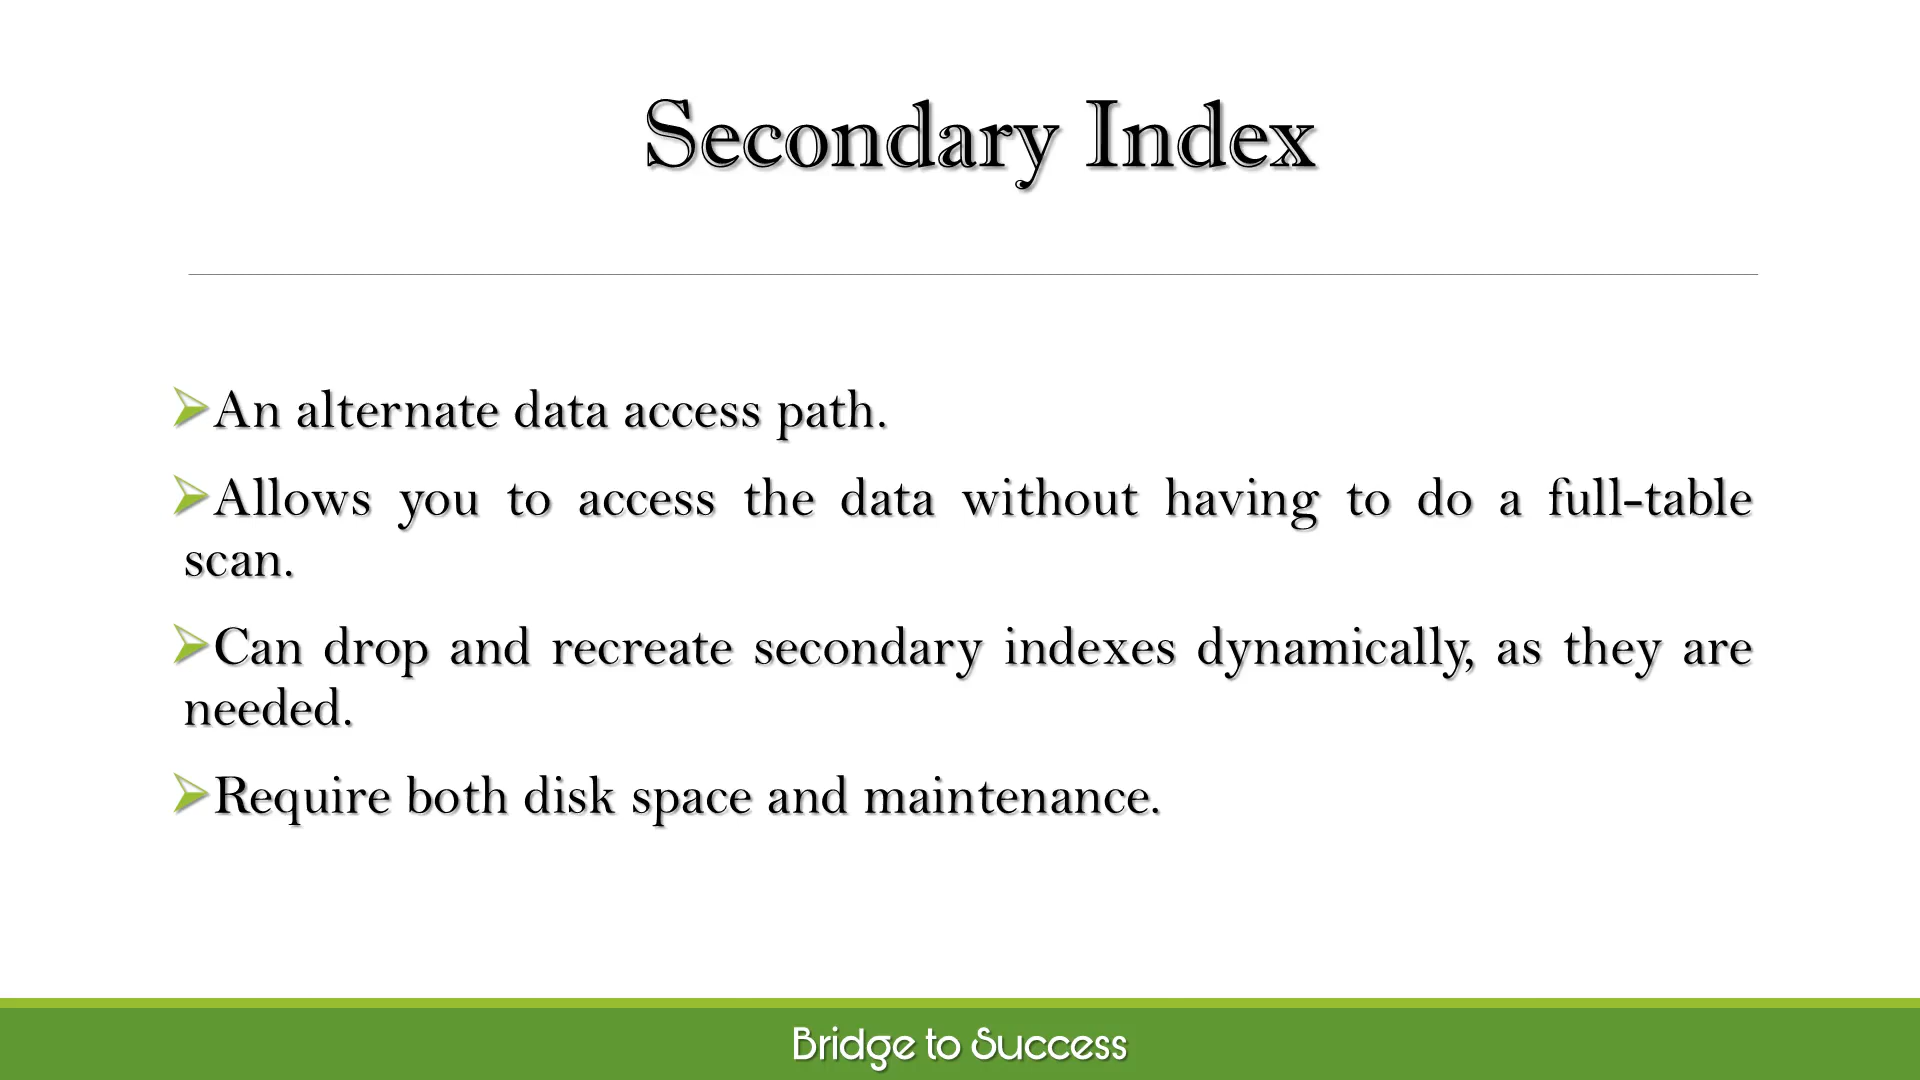 Secondary Index
➢An alternate data access path.
➢Allows you to access the data without having to do a full-table
scan.
➢Can drop and recreate secondary indexes dynamically, as they are
needed.
➢Require both disk space and maintenance.
Bridge to Success